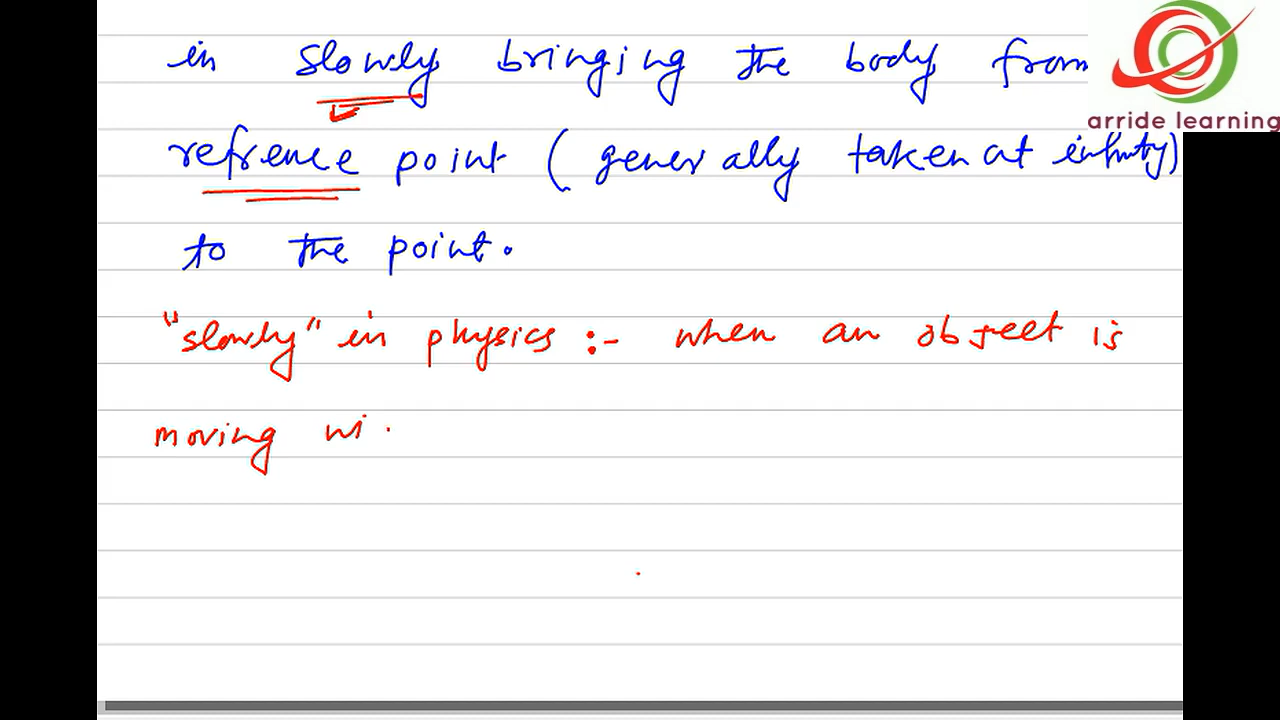 in slowly bringing the body from
arride learning
refrence point (generally taken at infinity)
to the point.
"slowly" in physics :- when an object is
moving wi